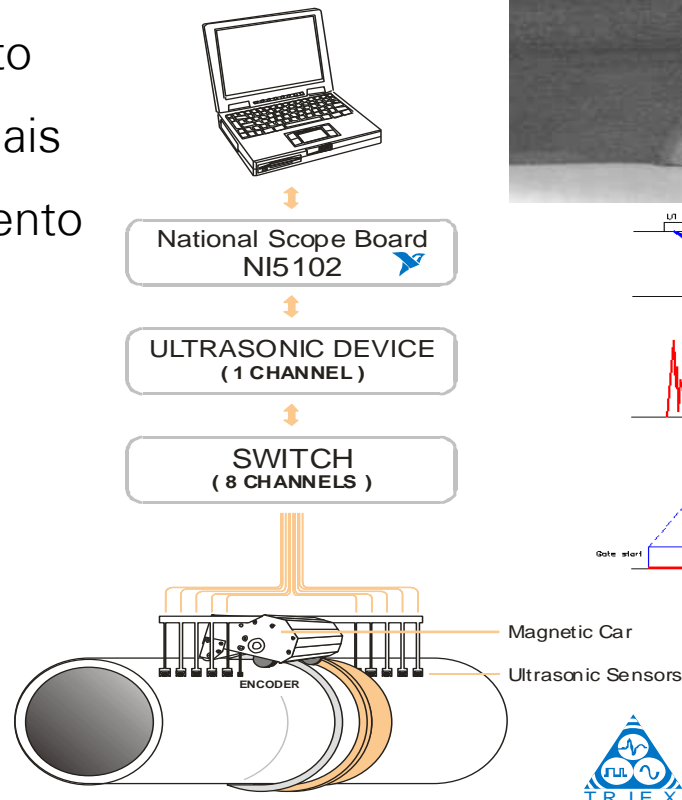 to
ais
ento
National Scope Board
NI5102
ULTRASONIC DEVICE
( 1 CHANNEL )
SWITCH
( 8 CHANNELS )
Gate start
Magnetic Car
Ultrasonic Sensors
ENCODER
TRIEX